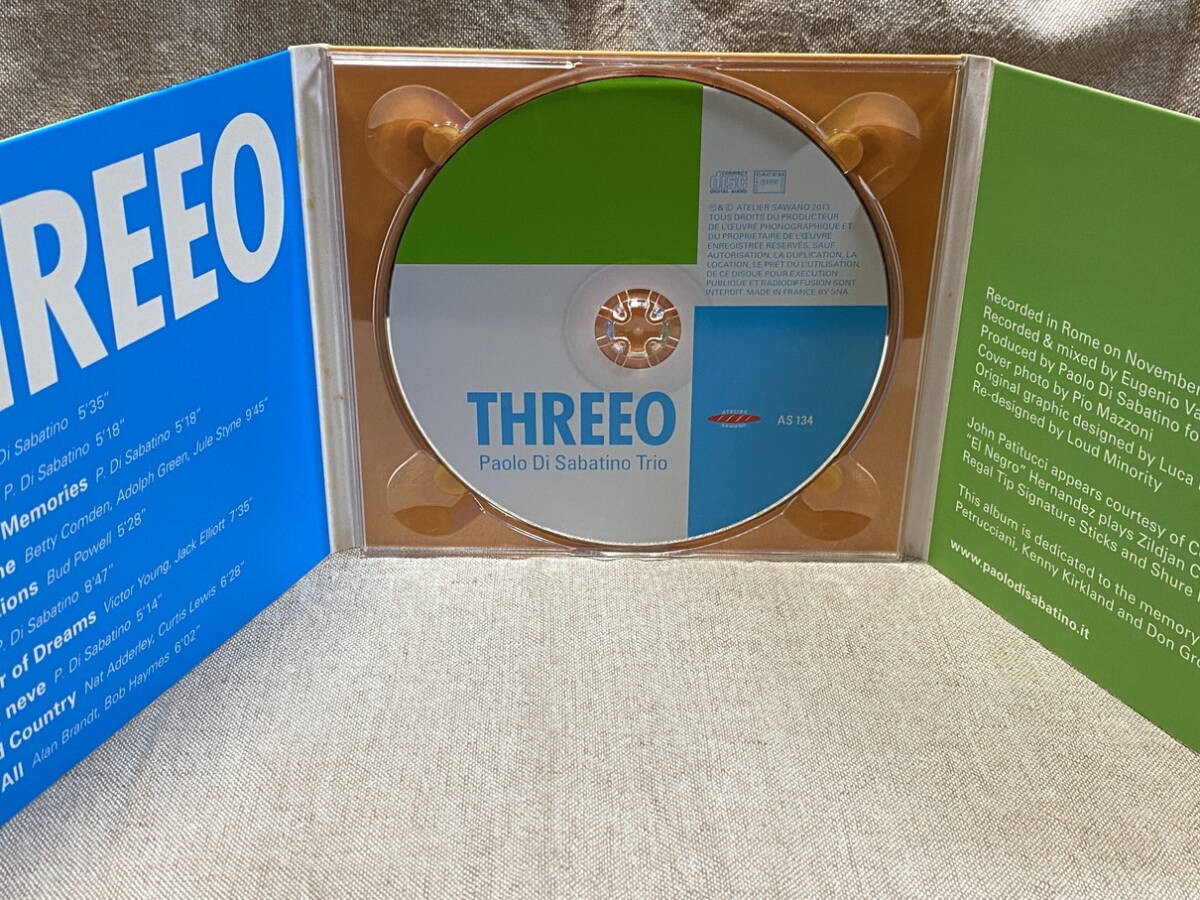 THREEO
Di Sabatino 5'35"
P. Di Sabatino 5'18"
Memories P. Di Sabatino 5'18"
Betty Comden, Adolph Green, Jule Styne 9'45"
Bud Powell 5'28"
P. Di Sabatino 8'47"
of Dreams Victor Young, Jack Elliott 7'35"
neve P. Di Sabatino 5'14"
Country Nat Adderley, Curtis Lewis 6'28"
All Alan Brandt, Bob Haymes 6'02"
COMPACT
disc
DIGITAL AUDIO
SACEM
℗ & © ATELIER SAWANO 2013
TOUS DROITS DU PRODUCTEUR
DE L'ŒUVRE PHONOGRAPHIQUE ET
DU PROPRIETAIRE DE L'ŒUVRE
ENREGISTREE RESERVÉS. SAUF
AUTORISATION, LA DUPLICATION, LA
LOCATION, LE PRÊT OU L'UTILISATION,
DE CE DISQUE POUR EXECUTION
PUBLIQUE ET RADIODIFFUSION SONT
INTERDIT. MADE IN FRANCE BY SNA.
THREEO
Paolo Di Sabatino Trio
ATELIER
SAWANO
AS 134
Recorded in Rome on November
Recorded & mixed by Eugenio
Produced by Paolo Di Sabatino
Cover photo by Pio Mazzoni
Original graphic designed by Luca
Re-designed by Loud Minority
John Patitucci appears courtesy of
"El Negro" Hernandez plays Zildjan
Regal Tip Signature Sticks and Shure
This album is dedicated to the memory
Petrucciani, Kenny Kirkland and Don
www.paolodisabatino.it